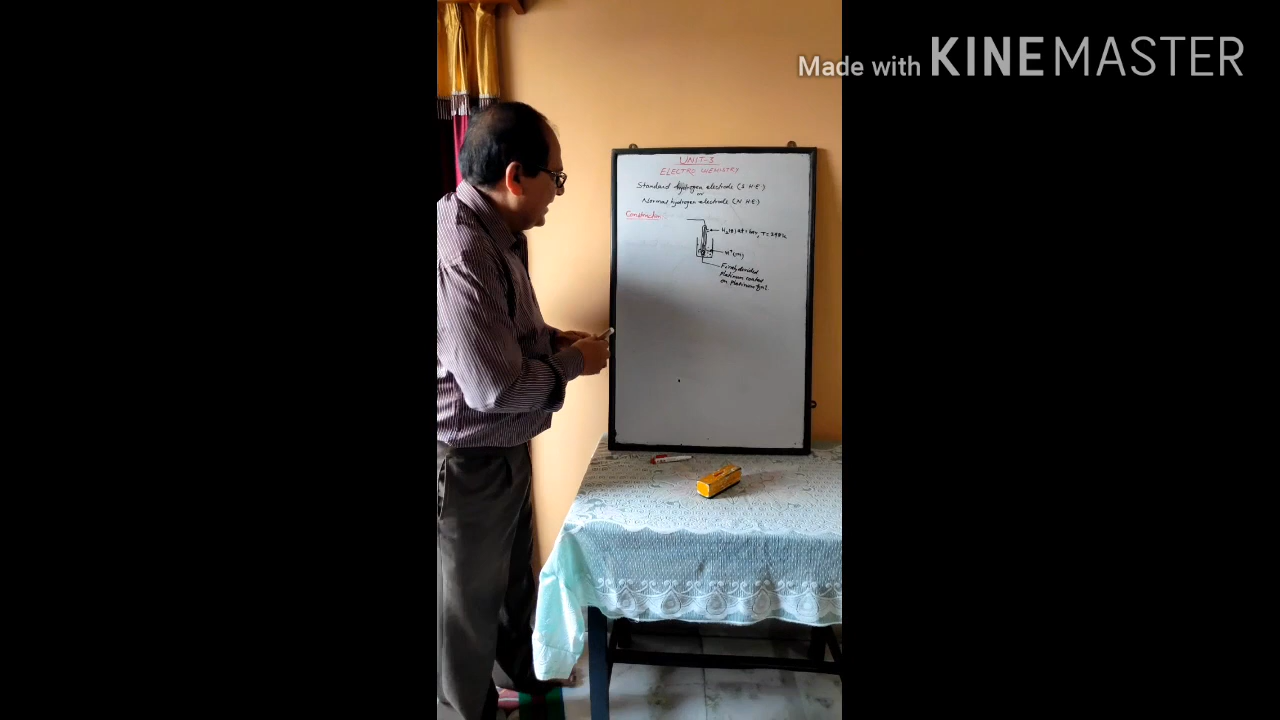 Made with KINEMASTER
UNIT-3
ELECTRO CHEMISTRY
Standard hydrogen electrode (S H.E)
or
Normal hydrogen electrode (N H.E)
Construction
H₂(g) at 1 bar, T = 298 K
H⁺ (1M)
Finely divided
Platinum coated
on Platinum foil